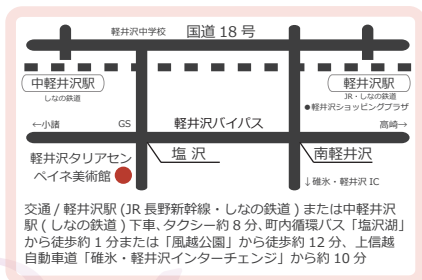 軽井沢中学校
国道 18 号
中軽井沢駅
しなの鉄道
軽井沢駅
JR・しなの鉄道
●軽井沢ショッピングプラザ
←小諸
GS
軽井沢バイパス
高崎→
軽井沢タリアセン
ペイネ美術館
塩 沢
南軽井沢
↓碓氷・軽井沢 IC
交通 / 軽井沢駅 (JR 長野新幹線・しなの鉄道 ) または中軽井沢
駅 ( しなの鉄道 ) 下車、タクシー約 8 分、町内循環バス「塩沢湖」
から徒歩約 1 分または「風越公園」から徒歩約 12 分、上信越
自動車道「碓氷・軽井沢インターチェンジ」から約 10 分